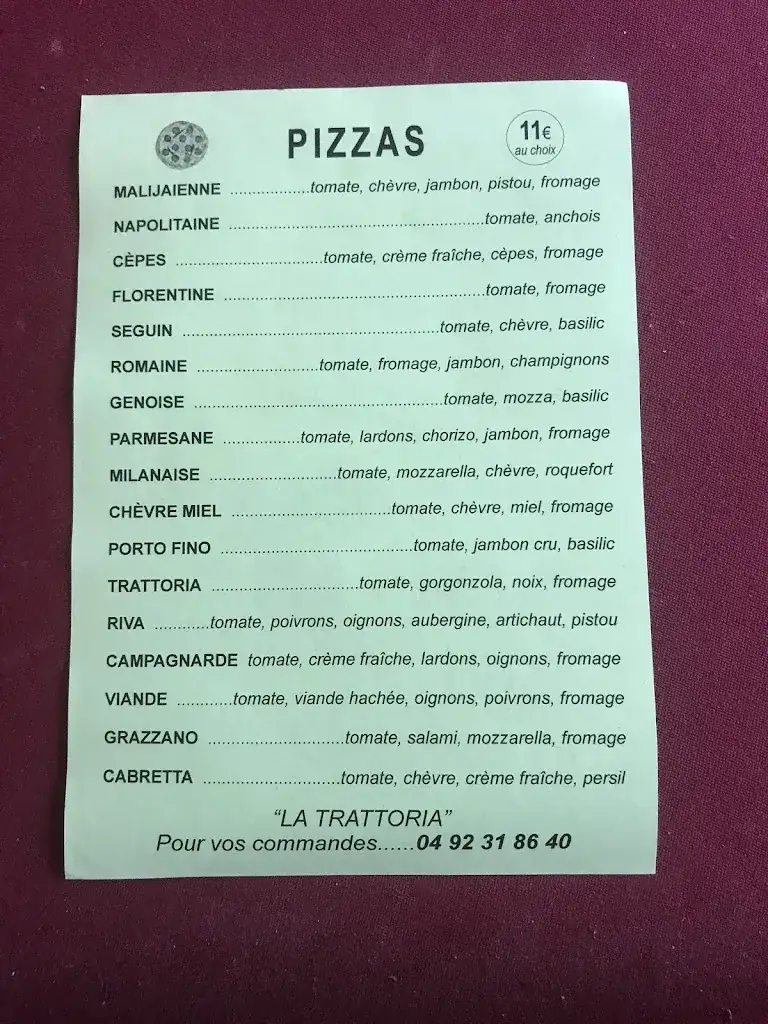 PIZZAS
11€
au choix
MALIJAIENNE ..................tomate, chèvre, jambon, pistou, fromage
NAPOLITAINE ..........................................................tomate, anchois
CÈPES .................................tomate, crème fraîche, cèpes, fromage
FLORENTINE ...........................................................tomate, fromage
SEGUIN ..........................................................tomate, chèvre, basilic
ROMAINE ...........................tomate, fromage, jambon, champignons
GENOISE ........................................................tomate, mozza, basilic
PARMESANE .................tomate, lardons, chorizo, jambon, fromage
MILANAISE ............................tomate, mozzarella, chèvre, roquefort
CHÈVRE MIEL ...................................tomate, chèvre, miel, fromage
PORTO FINO ...........................................tomate, jambon cru, basilic
TRATTORIA .................................tomate, gorgonzola, noix, fromage
RIVA ............tomate, poivrons, oignons, aubergine, artichaut, pistou
CAMPAGNARDE tomate, crème fraîche, lardons, oignons, fromage
VIANDE ............tomate, viande hachée, oignons, poivrons, fromage
GRAZZANO ..............................tomate, salami, mozzarella, fromage
CABRETTA ..............................tomate, chèvre, crème fraîche, persil
“LA TRATTORIA”
Pour vos commandes......04 92 31 86 40